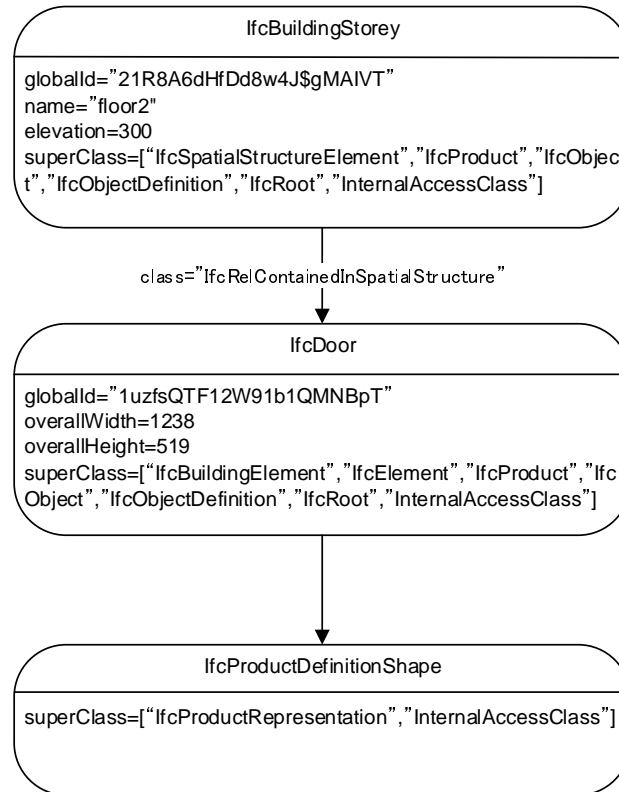 IfcBuildingStorey
globalId="21R8A6dHfDd8w4J$gMAIVT”
name=”floor2"
elevation=300
superClass=[“IfcSpatialStructureElement”,”IfcProduct”,”IfcObjec
t”,”IfcObjectDefinition”,”IfcRoot”,”InternalAccessClass”]
class=”IfcRelContainedInSpatialStructure”
IfcDoor
globalId=”1uzfsQTF12W91b1QMNBpT”
overallWidth=1238
overallHeight=519
superClass=[“IfcBuildingElement”,”IfcElement”,”IfcProduct”,”Ifc
Object”,”IfcObjectDefinition”,”IfcRoot”,”InternalAccessClass”]
IfcProductDefinitionShape
superClass=[“IfcProductRepresentation”,”InternalAccessClass”]